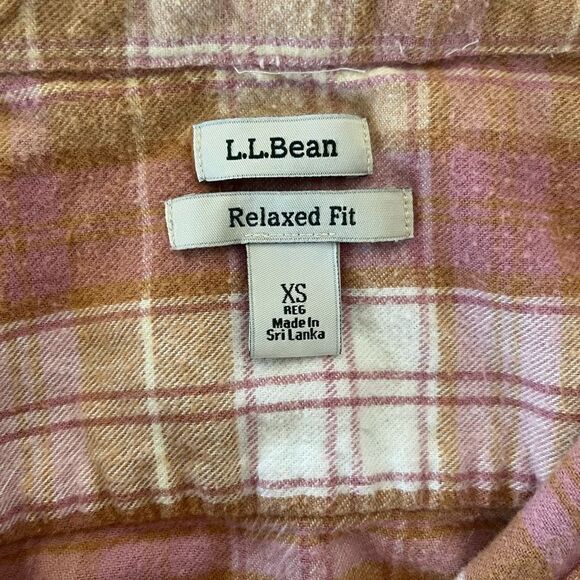 L.L.Bean
Relaxed Fit
XS
REG
Made In
Sri Lanka